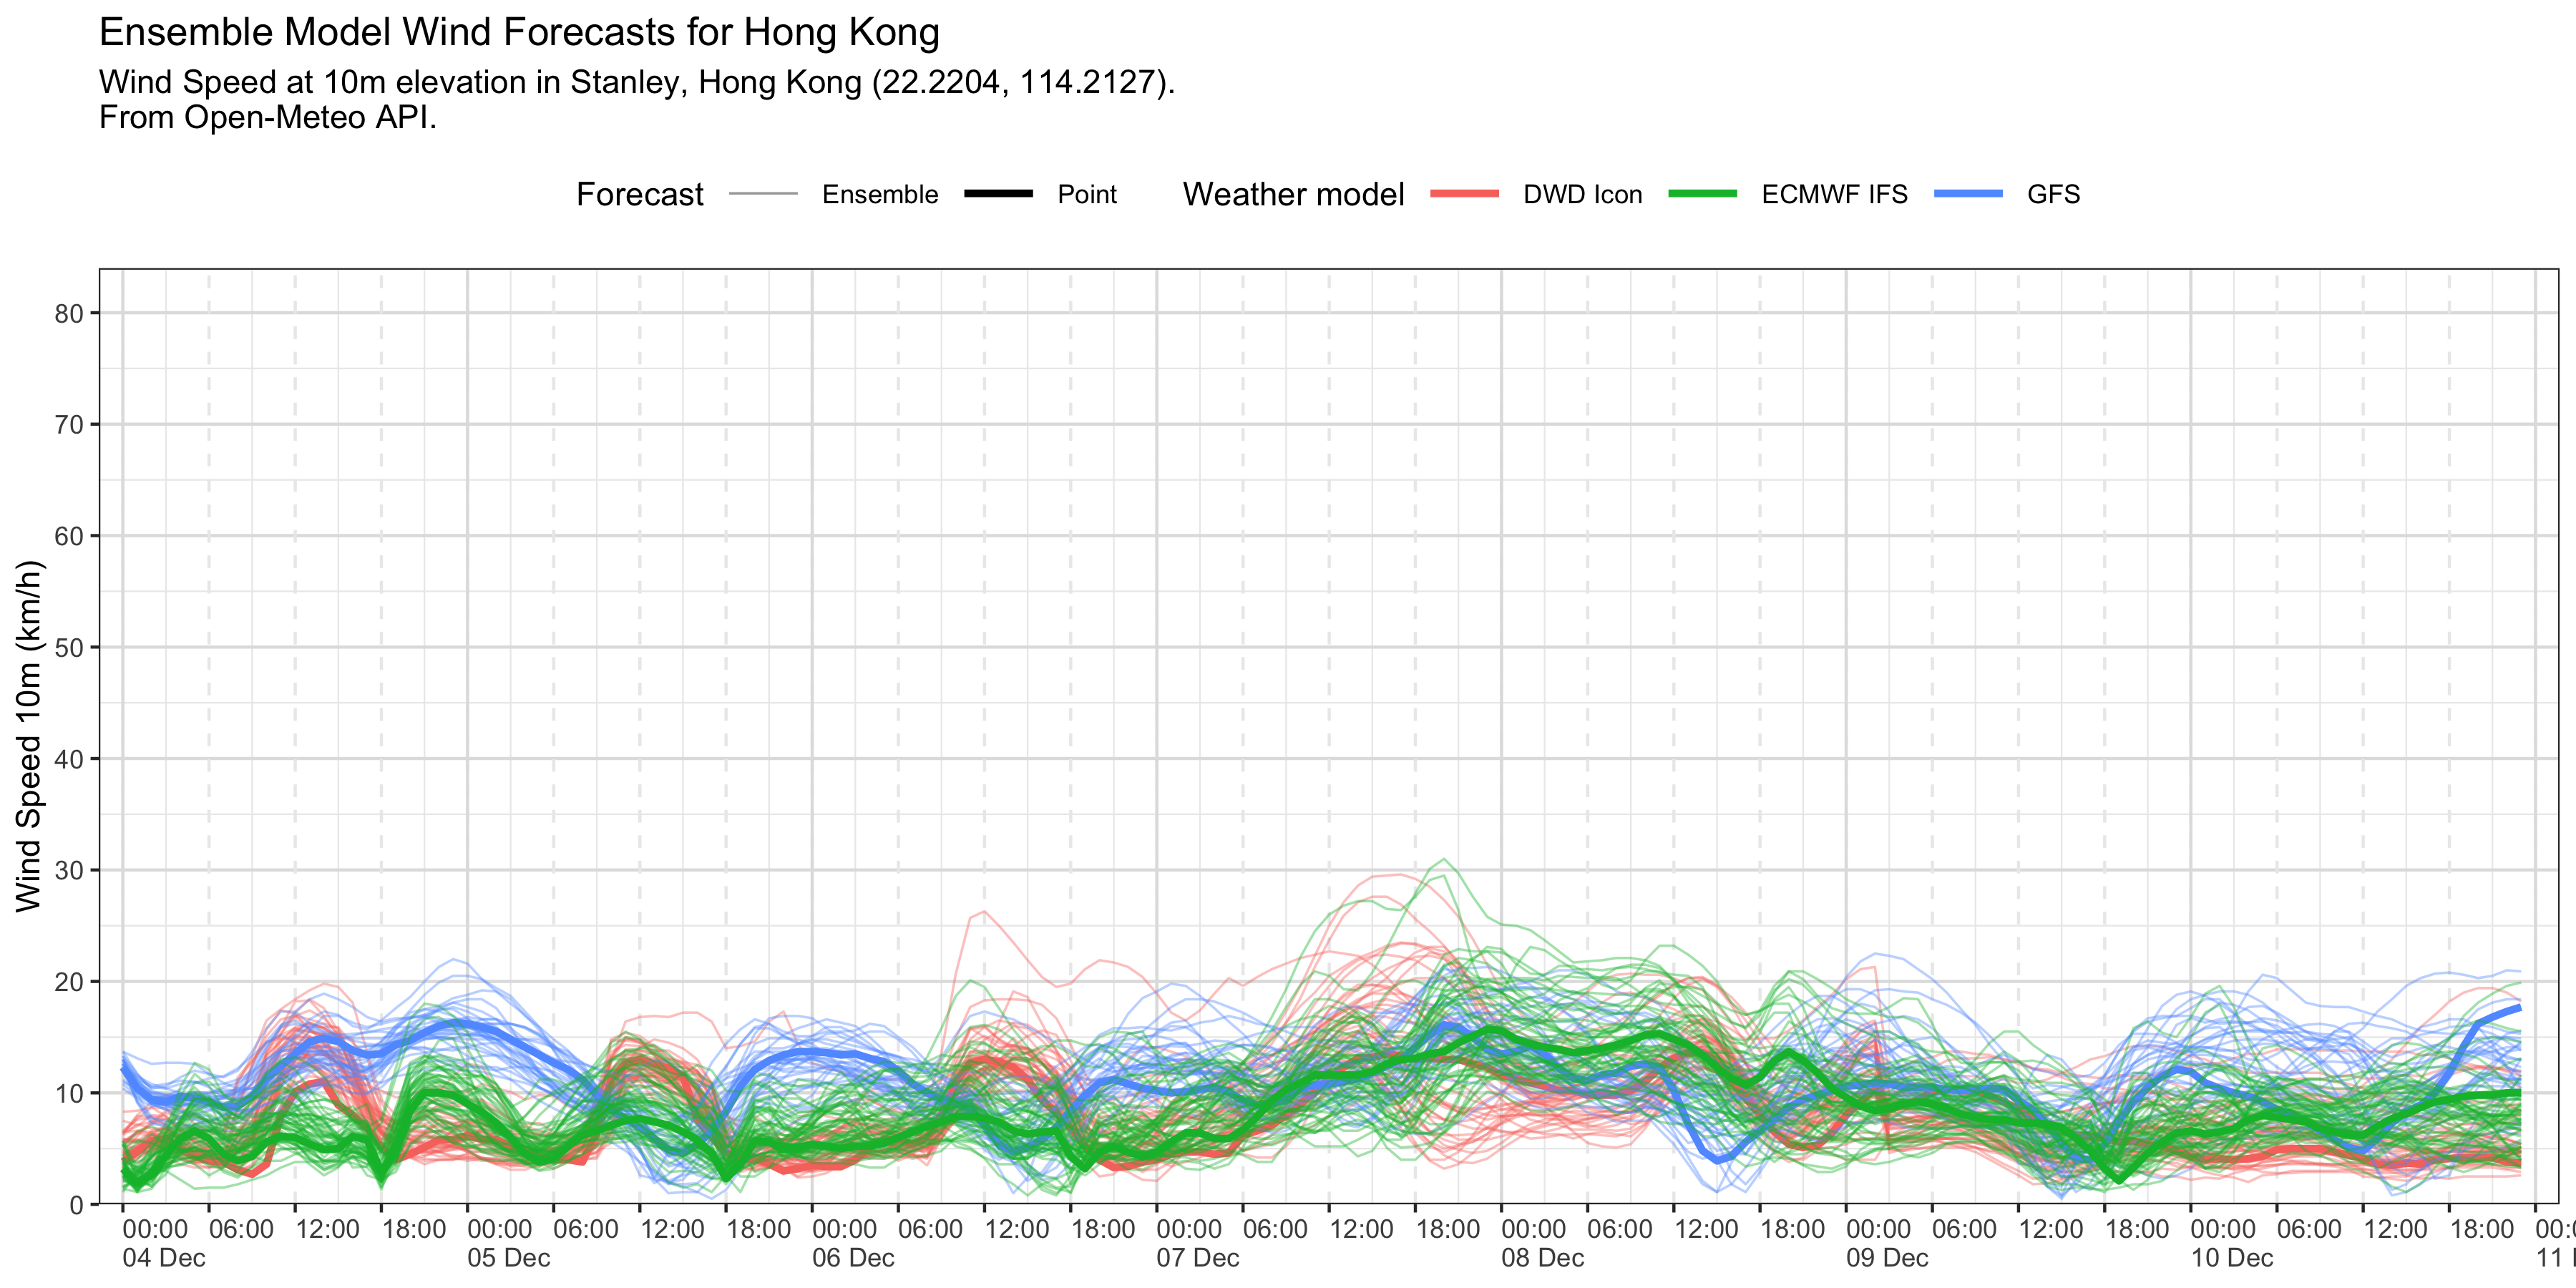 Ensemble Model Wind Forecasts for Hong Kong
Wind Speed at 10m elevation in Stanley, Hong Kong (22.2204, 114.2127).
From Open-Meteo API.
Forecast Ensemble Point Weather model DWD Icon ECMWF IFS GFS
Wind Speed 10m (km/h)
80
70
60
50
40
30
20
10
0
00:00 06:00 12:00 18:00 00:00 06:00 12:00 18:00 00:00 06:00 12:00 18:00 00:00 06:00 12:00 18:00 00:00 06:00 12:00 18:00 00:00 06:00 12:00 18:00 00:00 06:00 12:00 18:00
04 Dec 05 Dec 06 Dec 07 Dec 08 Dec 09 Dec 10 Dec 11